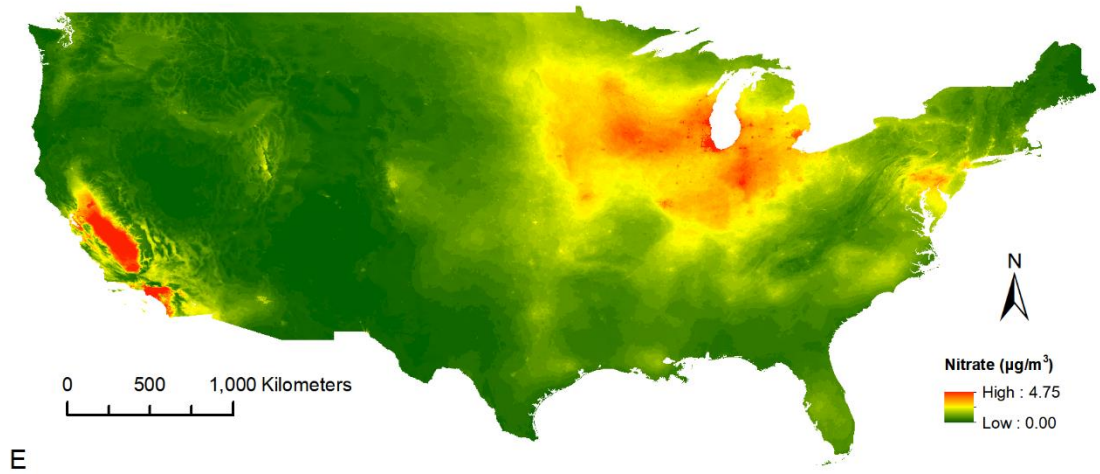 N
0 500 1,000 Kilometers
Nitrate (µg/m³)
High : 4.75
Low : 0.00
E